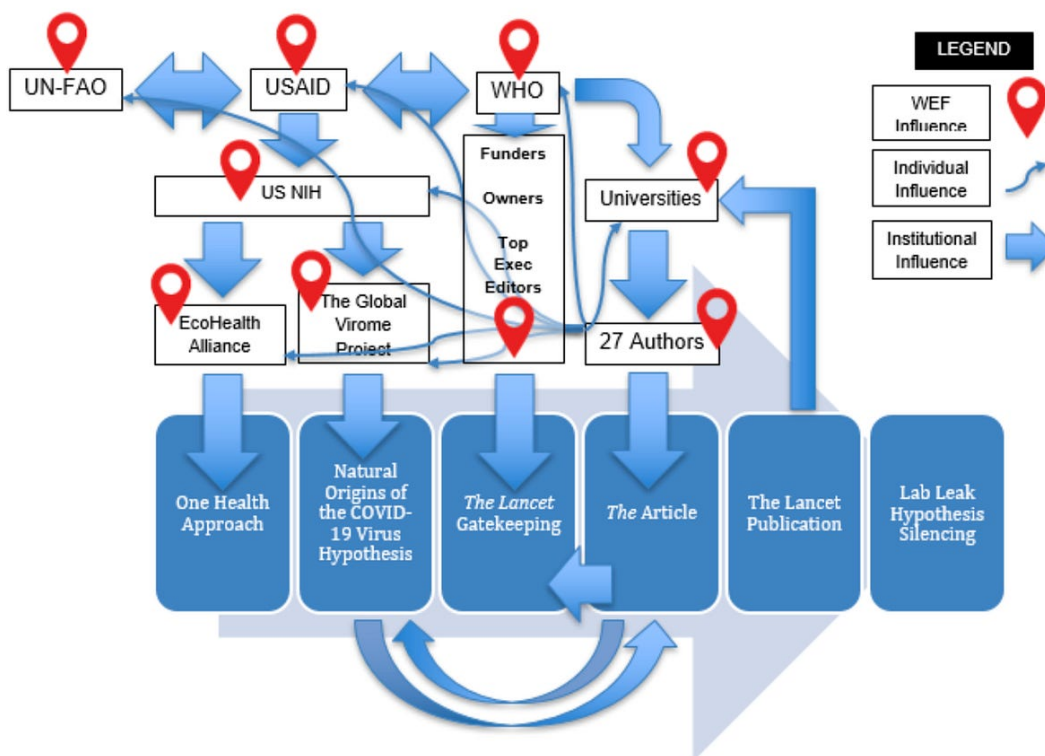 LEGEND
UN-FAO
USAID
WHO
WEF
Influence
Funders
Owners
Top
Exec
Editors
US NIH
Universities
Individual
Influence
Institutional
Influence
EcoHealth
Alliance
The Global
Virome
Project
27 Authors
One Health
Approach
Natural
Origins of
the COVID-
19 Virus
Hypothesis
The Lancet
Gatekeeping
The Article
The Lancet
Publication
Lab Leak
Hypothesis
Silencing